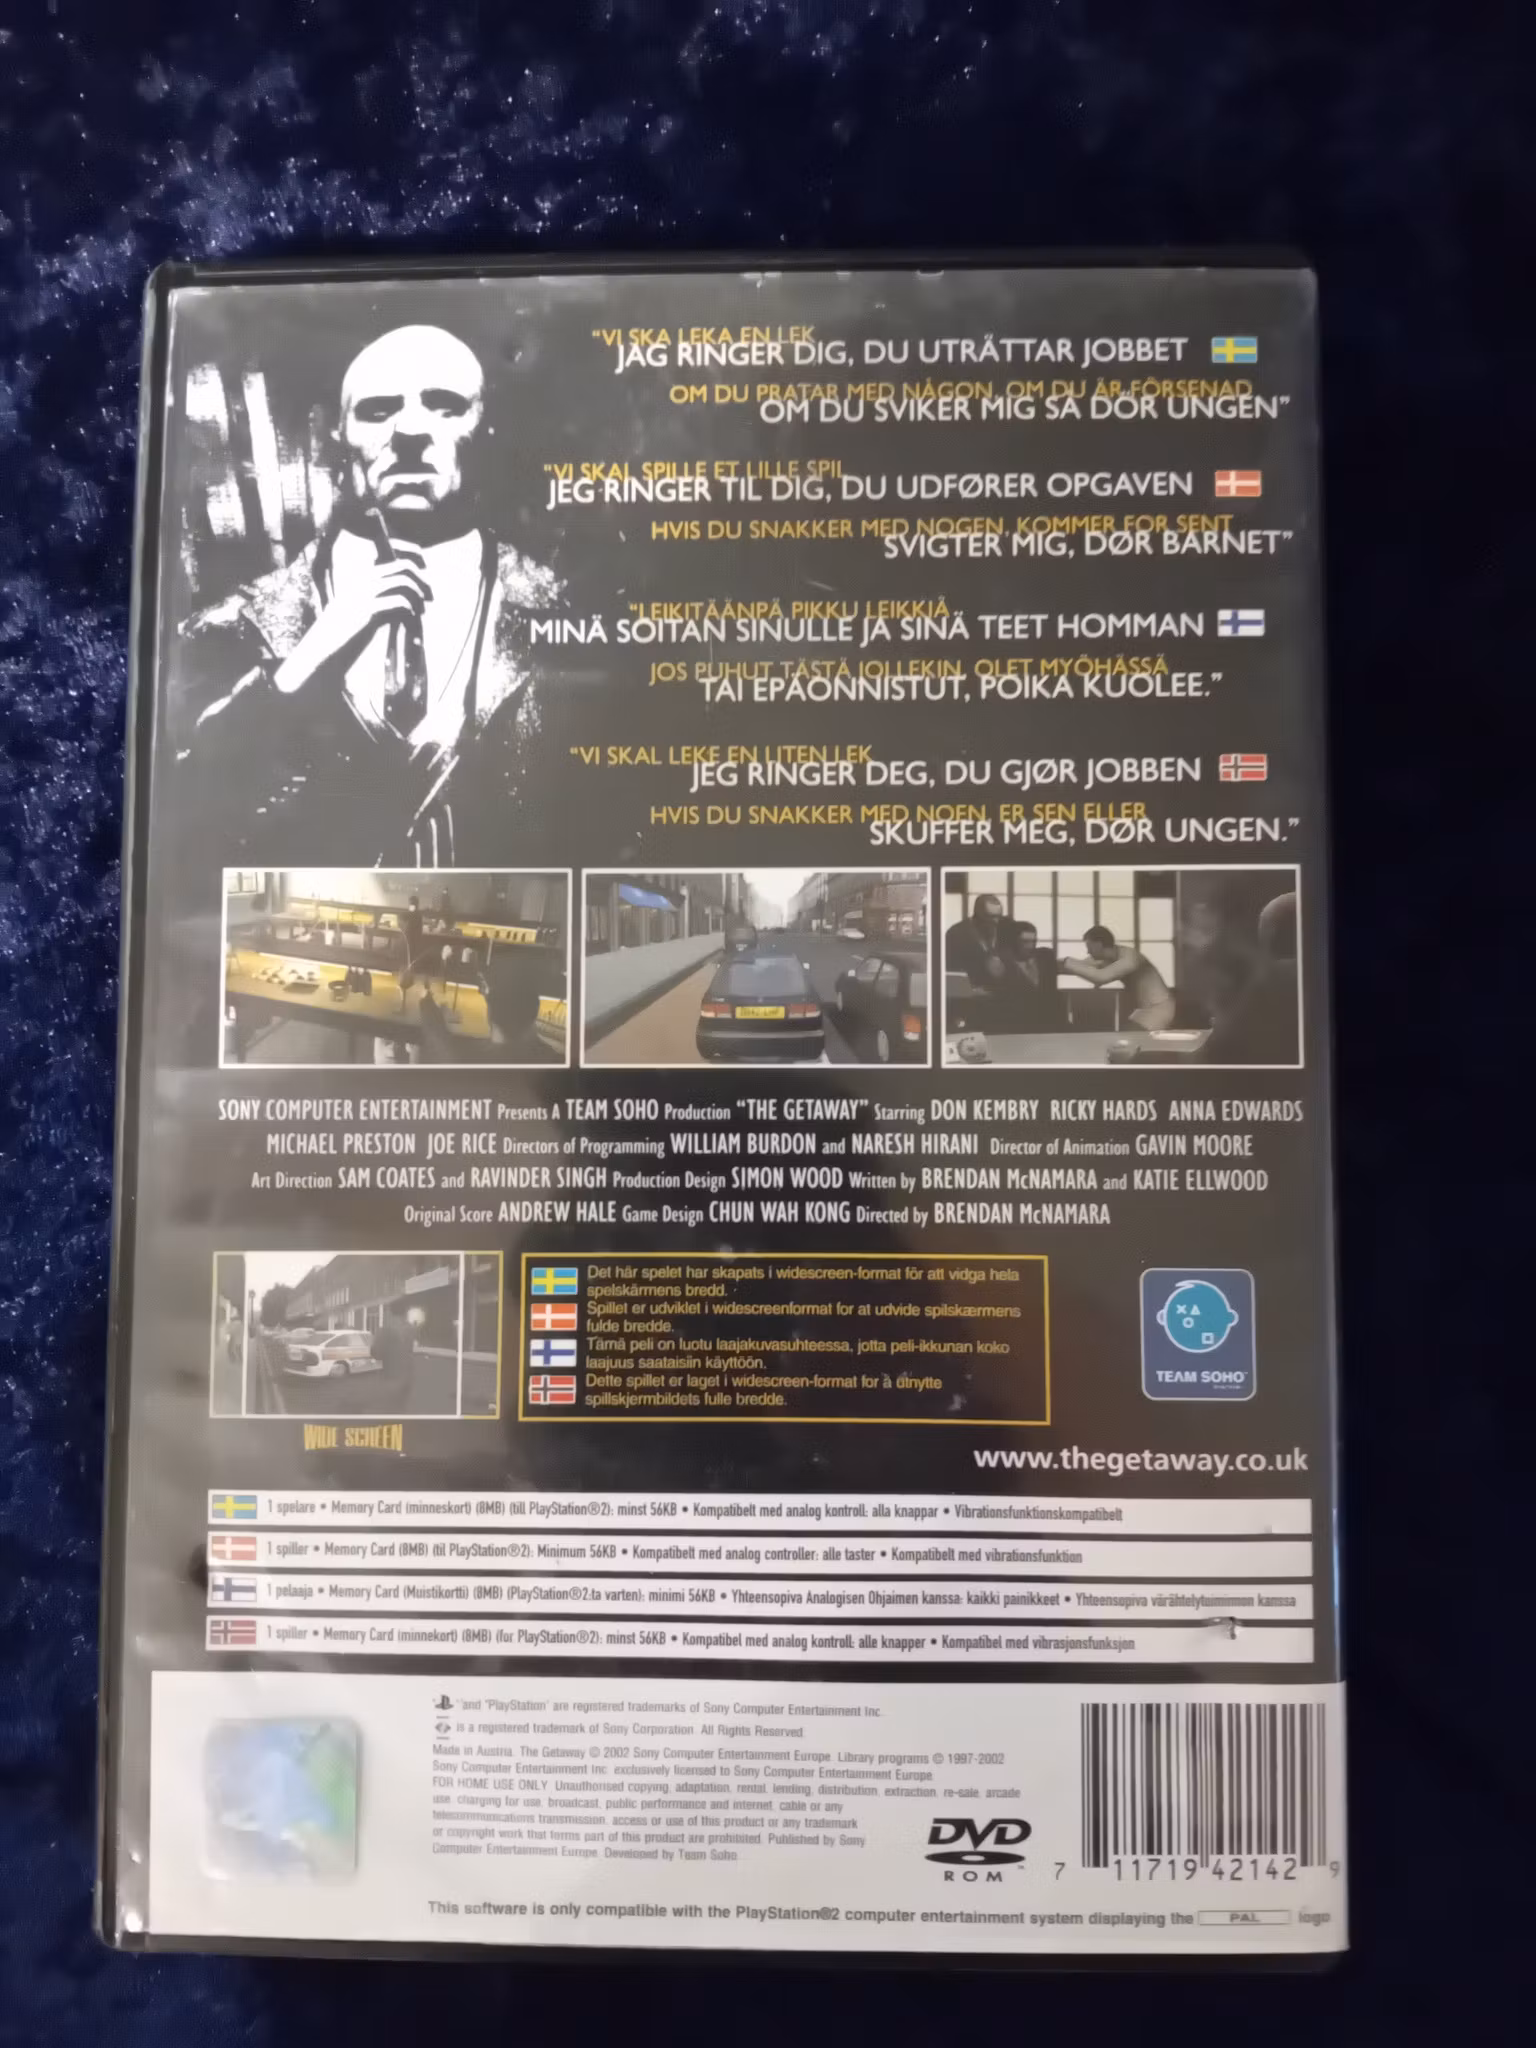 "VI SKA LEKA EN LEK
JAG RINGER DIG, DU UTRÄTTAR JOBBET
OM DU PRATAR MED NÅGON, OM DU ÄR FÖRSENAD
OM DU SVIKER MIG SÅ DÖR UNGEN"
"VI SKAL SPILLE ET LILLE SPIL
JEG RINGER TIL DIG, DU UDFØRER OPGAVEN
HVIS DU SNAKKER MED NOGEN, KOMMER FOR SENT
SVIGTER MIG, DØR BARNET"
"LEIKITÄÄNPÄ PIKKU LEIKKIÄ
MINÄ SOITAN SINULLE JA SINÄ TEET HOMMAN
JOS PUHUT TÄSTÄ JOLLEKIN, OLET MYÖHÄSSÄ
TAI EPÄONNISTUT, POIKA KUOLEE."
"VI SKAL LEKE EN LITEN LEK
JEG RINGER DEG, DU GJØR JOBBEN
HVIS DU SNAKKER MED NOEN, ER SEN ELLER
SKUFFER MEG, DØR UNGEN."
SONY COMPUTER ENTERTAINMENT Presents A TEAM SOHO Production "THE GETAWAY" Starring DON KEMBRY RICKY HARDS ANNA EDWARDS
MICHAEL PRESTON JOE RICE Directors of Programming WILLIAM BURDON and NARESH HIRANI Director of Animation GAVIN MOORE
Art Direction SAM COATES and RAVINDER SINGH Production Design SIMON WOOD Written by BRENDAN McNAMARA and KATIE ELLWOOD
Original Score ANDREW HALE Game Design CHUN WAH KONG Directed by BRENDAN McNAMARA
Det här spelet har skapats i widescreen-format för att vidga hela
spelskärmens bredd.
Spillet er udviklet i widescreenformat for at udvide spilskærmens
fulde bredde.
Tämä peli on luotu laajakuvasuhteessa, jotta peli-ikkunan koko
laajuus saataisiin käyttöön.
Dette spillet er laget i widescreen-format for å utnytte
spillskjermbildets fulle bredde.
WIDE SCREEN
TEAM SOHO
www.thegetaway.co.uk
1 spelare • Memory Card (minneskort) (8MB) (till PlayStation®2): minst 56KB • Kompatibelt med analog kontroll: alla knappar • Vibrationsfunktionskompatibelt
1 spiller • Memory Card (8MB) (til PlayStation®2): Minimum 56KB • Kompatibelt med analog controller: alle taster • Kompatibelt med vibrationsfunktion
1 pelaaja • Memory Card (Muistikortti) (8MB) (PlayStation®2:ta varten): minimi 56KB • Yhteensopiva Analogisen Ohjaimen kanssa: kaikki painikkeet • Yhteensopiva värähtelytoiminnon kanssa
1 spiller • Memory Card (minnekort) (8MB) (for PlayStation®2): minst 56KB • Kompatibel med analog kontroll: alle knapper • Kompatibel med vibrasjonsfunksjon
" " and "PlayStation" are registered trademarks of Sony Computer Entertainment Inc.
" " is a registered trademark of Sony Corporation. All Rights Reserved.
Made in Austria. The Getaway © 2002 Sony Computer Entertainment Europe. Library programs © 1997-2002
Sony Computer Entertainment Inc. exclusively licensed to Sony Computer Entertainment Europe.
FOR HOME USE ONLY. Unauthorised copying, adaptation, rental, lending, distribution, extraction, re-sale, arcade
use, charging for use, broadcast, public performance and internet, cable or any
telecommunications transmission, access or use of this product or any trademark
or copyright work that forms part of this product are prohibited. Published by Sony
Computer Entertainment Europe. Developed by Team Soho.
DVD
ROM
7 11719 42142 9
This software is only compatible with the PlayStation®2 computer entertainment system displaying the PAL logo